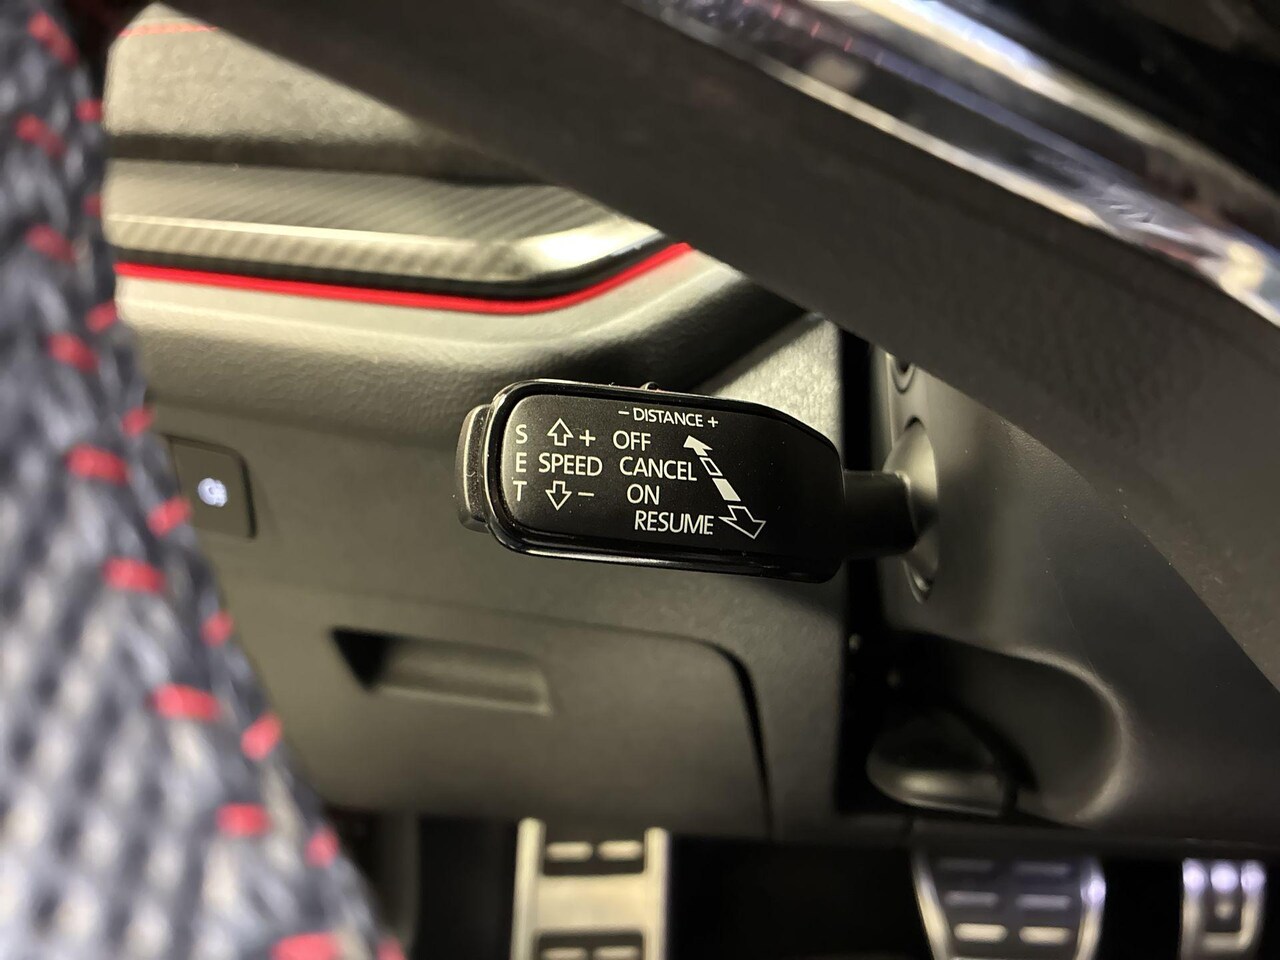 − DISTANCE +
S + OFF
E SPEED CANCEL
T − ON
RESUME